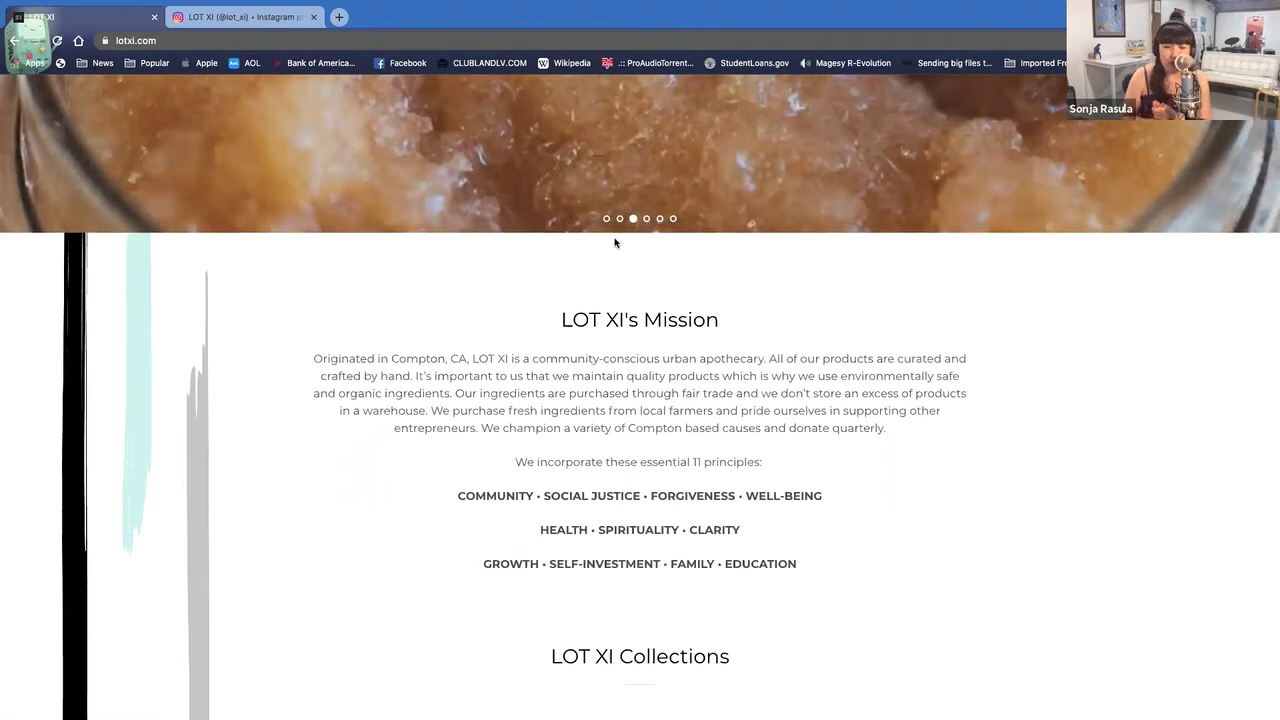 LOT XI
LOT XI (@lot_xi) • Instagram p
lotxi.com
Apps
News
Popular
Apple
Aol.
AOL
Bank of America...
Facebook
CLUBLANDLV.COM
W
Wikipedia
.:: ProAudioTorrent...
StudentLoans.gov
Magesy R-Evolution
Sending big files t...
Imported Fr
Sonja Rasula
LOT XI's Mission
Originated in Compton, CA, LOT XI is a community-conscious urban apothecary. All of our products are curated and
crafted by hand. It's important to us that we maintain quality products which is why we use environmentally safe
and organic ingredients. Our ingredients are purchased through fair trade and we don't store an excess of products
in a warehouse. We purchase fresh ingredients from local farmers and pride ourselves in supporting other
entrepreneurs. We champion a variety of Compton based causes and donate quarterly.
We incorporate these essential 11 principles:
COMMUNITY • SOCIAL JUSTICE • FORGIVENESS • WELL-BEING
HEALTH • SPIRITUALITY • CLARITY
GROWTH • SELF-INVESTMENT • FAMILY • EDUCATION
LOT XI Collections